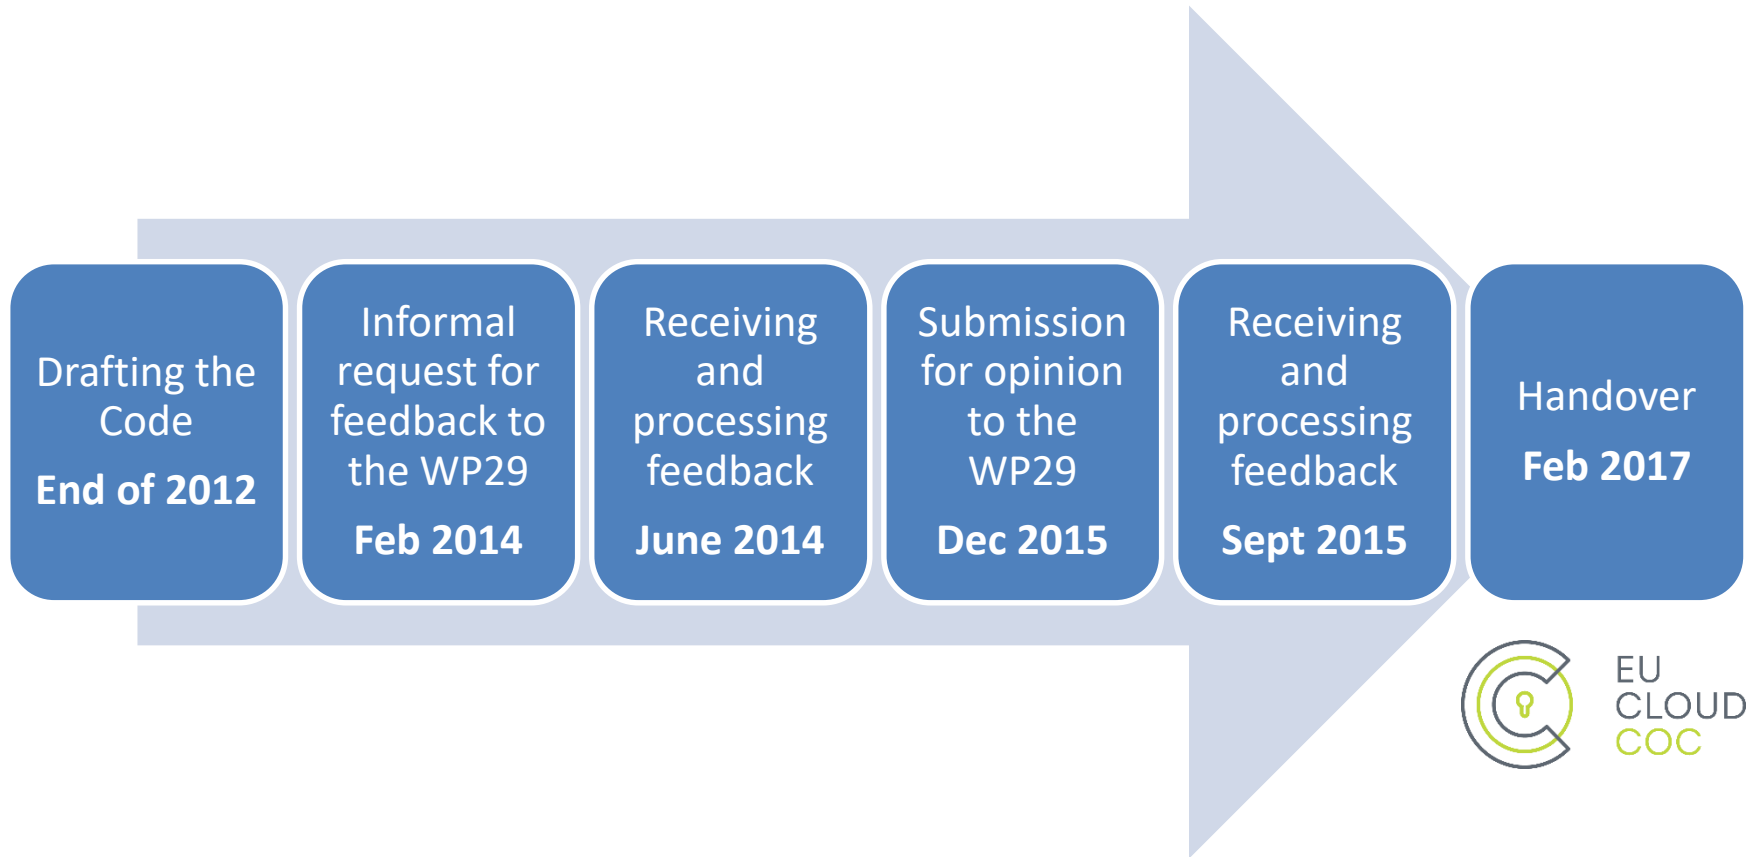 Drafting the
Code
End of 2012
Informal
request for
feedback to
the WP29
Feb 2014
Receiving
and
processing
feedback
June 2014
Submission
for opinion
to the
WP29
Dec 2015
Receiving
and
processing
feedback
Sept 2015
Handover
Feb 2017
EU
CLOUD
COC